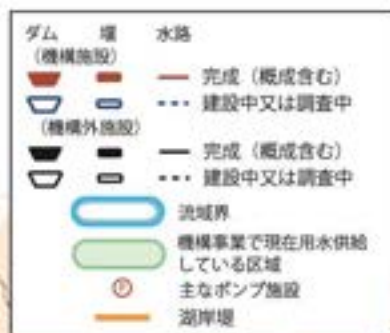 ダム 堰 水路
（機構施設）
完成（概成含む）
建設中又は調査中
（機構外施設）
完成（概成含む）
建設中又は調査中
流域界
機構事業で現在用水供給
している区域
Ⓟ 主なポンプ施設
湖岸堤